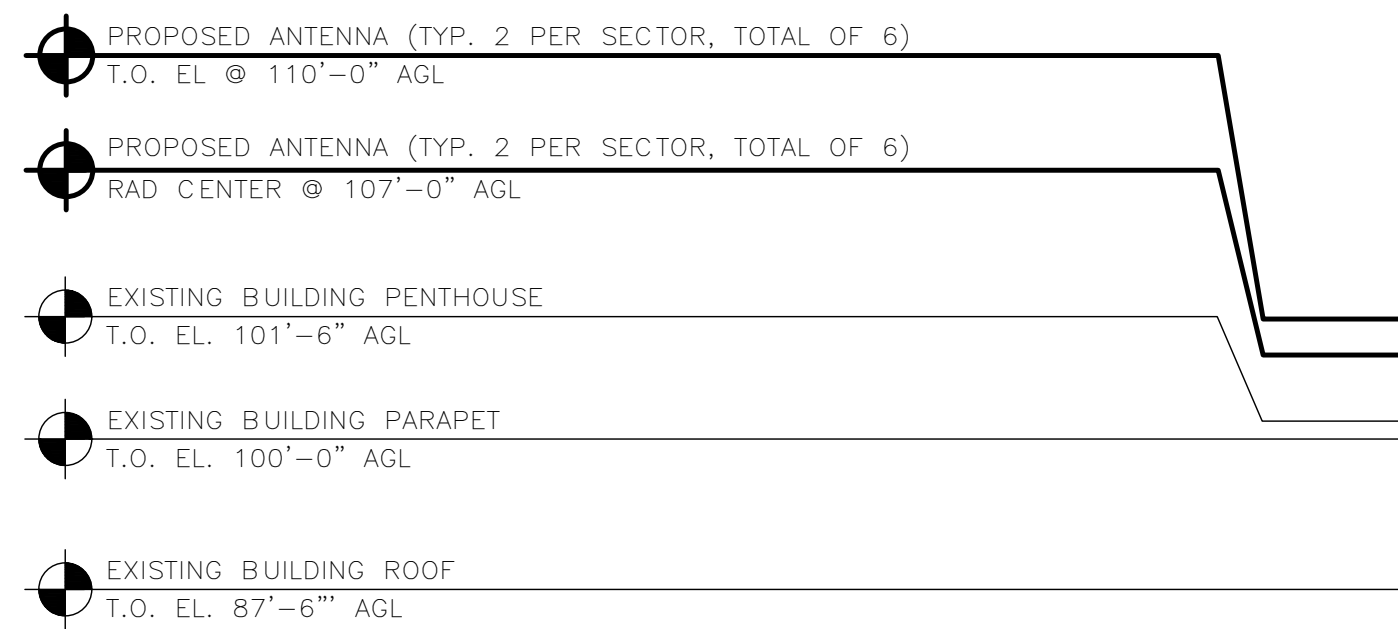 PROPOSED ANTENNA (TYP. 2 PER SECTOR, TOTAL OF 6)
T.O. EL @ 110'–0" AGL
PROPOSED ANTENNA (TYP. 2 PER SECTOR, TOTAL OF 6)
RAD CENTER @ 107'–0" AGL
EXISTING BUILDING PENTHOUSE
T.O. EL. 101'–6" AGL
EXISTING BUILDING PARAPET
T.O. EL. 100'–0" AGL
EXISTING BUILDING ROOF
T.O. EL. 87'–6"' AGL